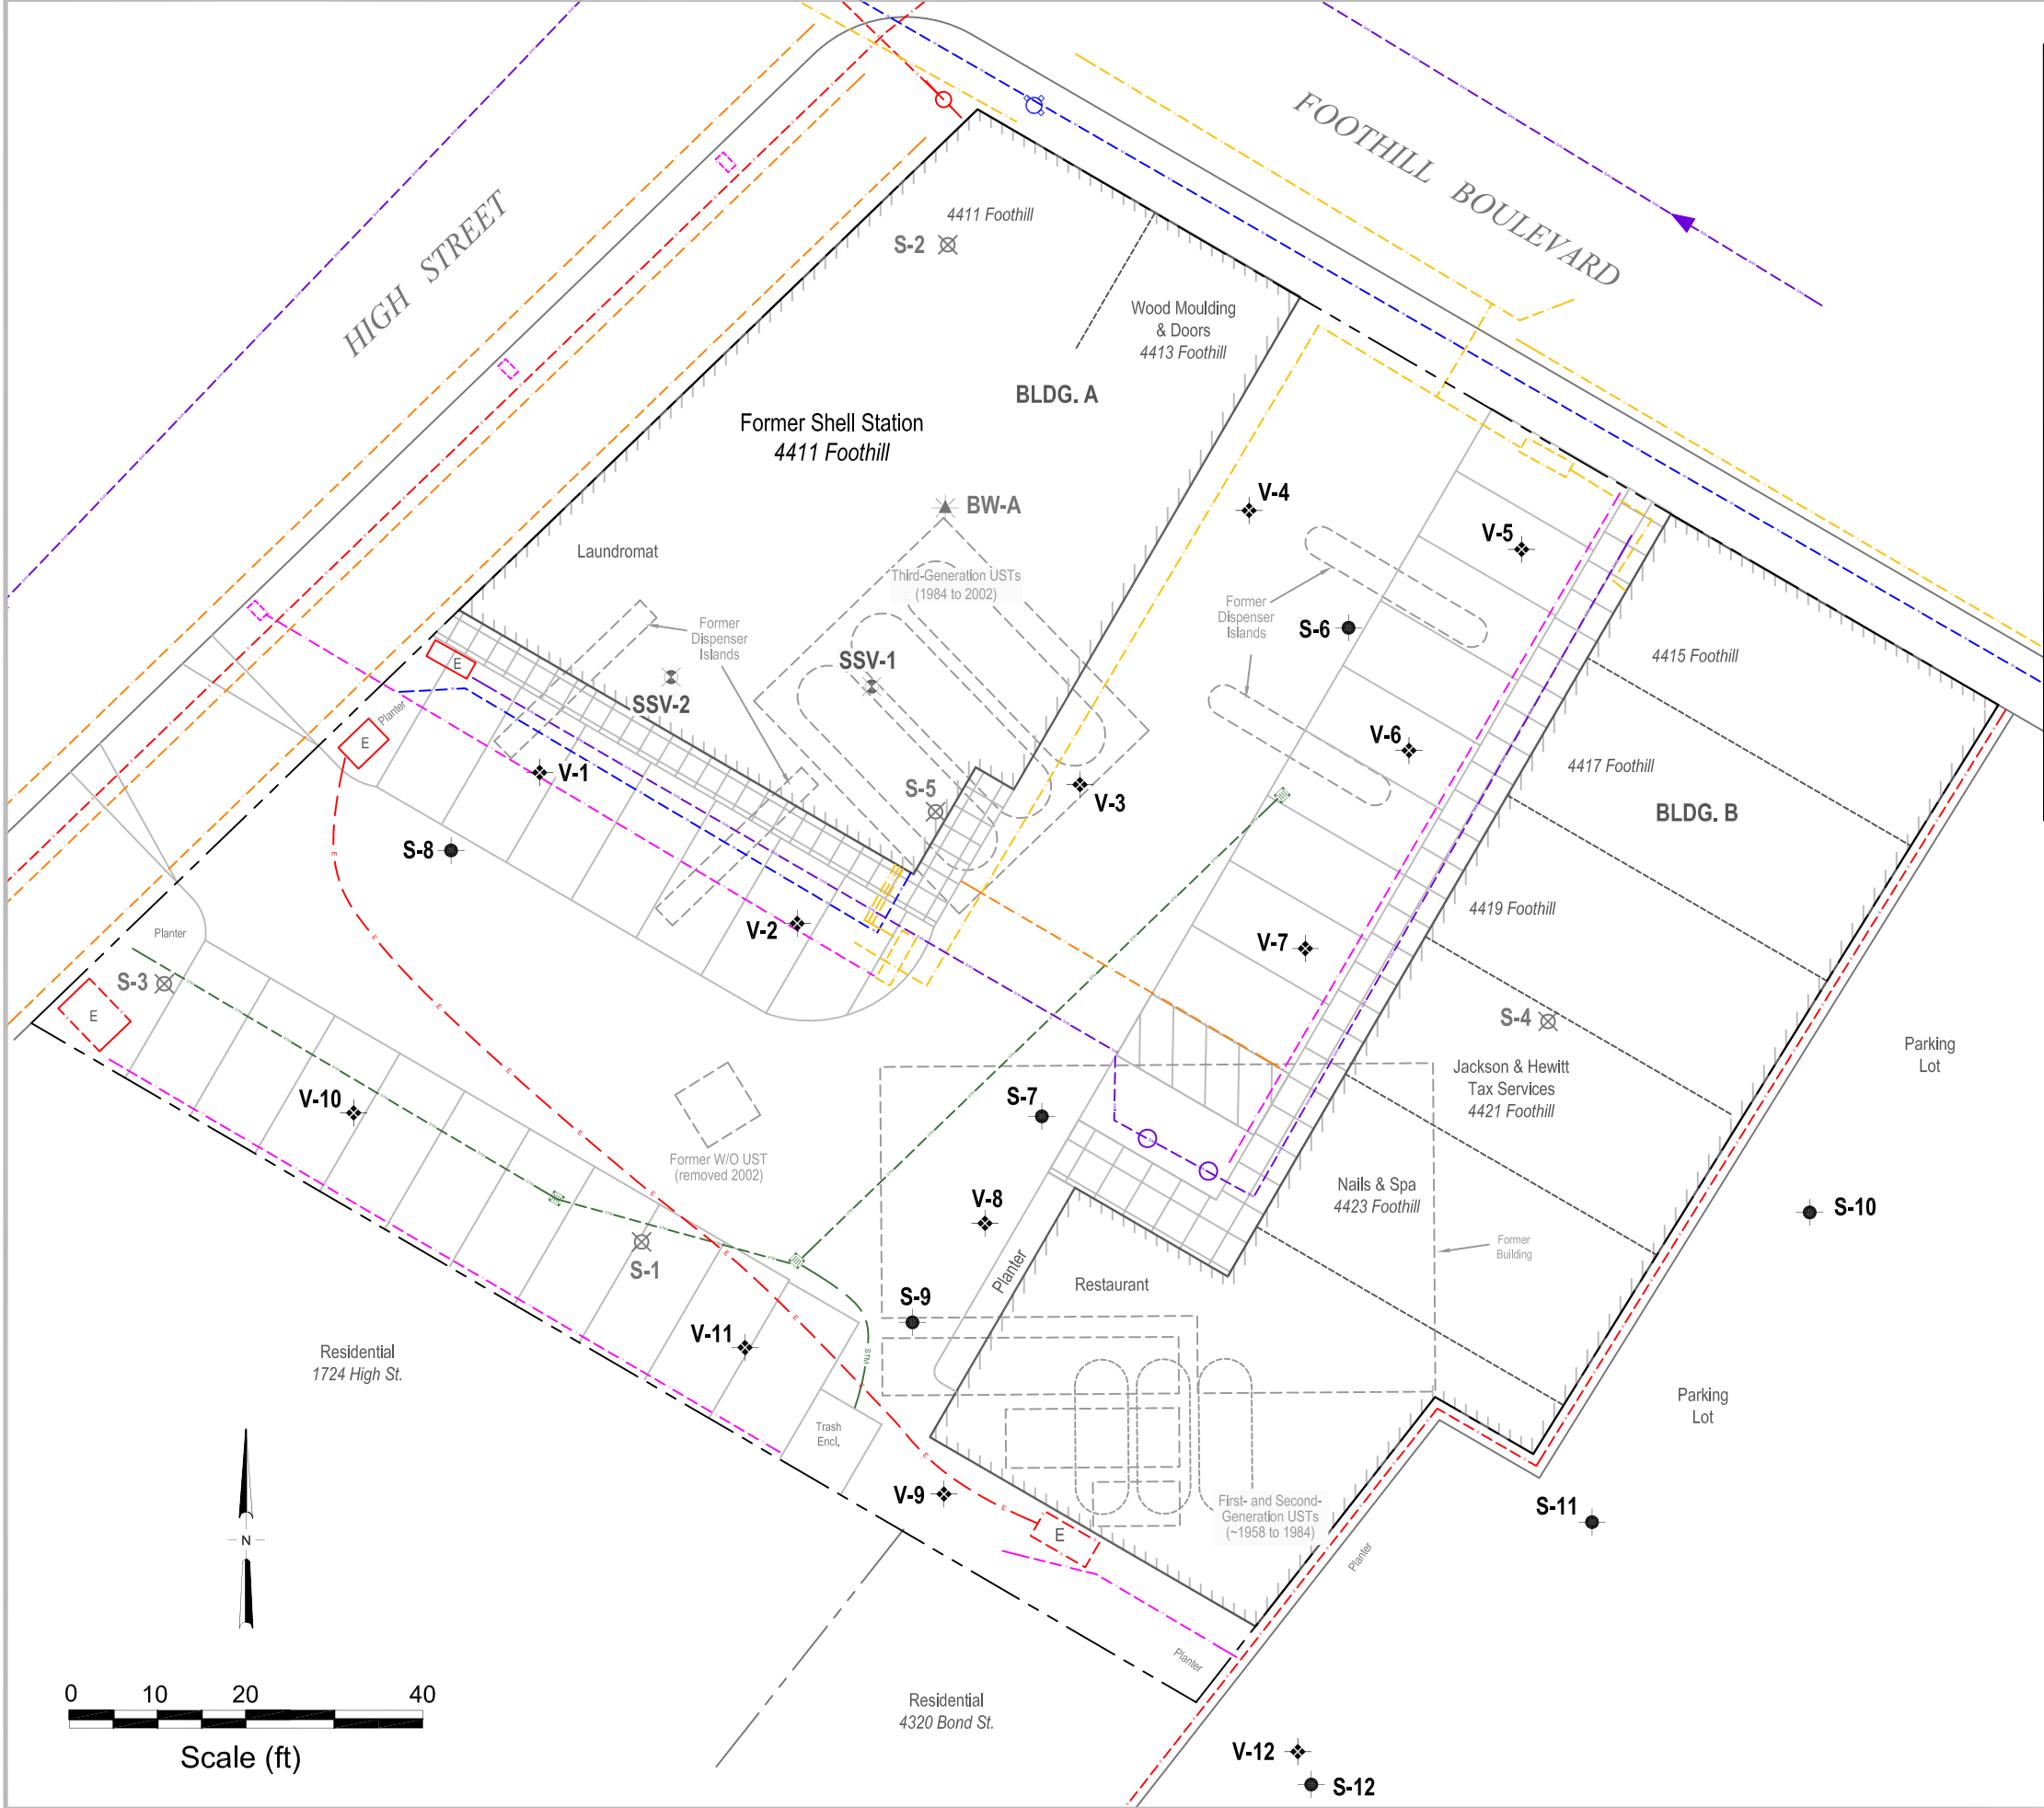 FOOTHILL BOULEVARD
HIGH STREET
4411 Foothill
S-2
Wood Moulding
& Doors
4413 Foothill
BLDG. A
Former Shell Station
4411 Foothill
BW-A
V-4
V-5
Laundromat
Third-Generation USTs
(1984 to 2002)
Former
Dispenser
Islands
Former
Dispenser
Islands
S-6
4415 Foothill
SSV-1
SSV-2
E
Planter
E
V-1
S-5
V-3
V-6
4417 Foothill
BLDG. B
S-8
V-2
V-7
4419 Foothill
Planter
S-3
E
S-4
Parking
Lot
Jackson & Hewitt
Tax Services
4421 Foothill
V-10
S-7
Former W/O UST
(removed 2002)
Nails & Spa
4423 Foothill
V-8
S-10
Former
Building
S-1
Planter
Restaurant
S-9
V-11
STM
Residential
1724 High St.
Parking
Lot
Trash
Encl.
V-9
E
First- and Second-
Generation USTs
(~1958 to 1984)
S-11
N
Planter
Planter
0 10 20 40
Scale (ft)
Residential
4320 Bond St.
V-12
S-12